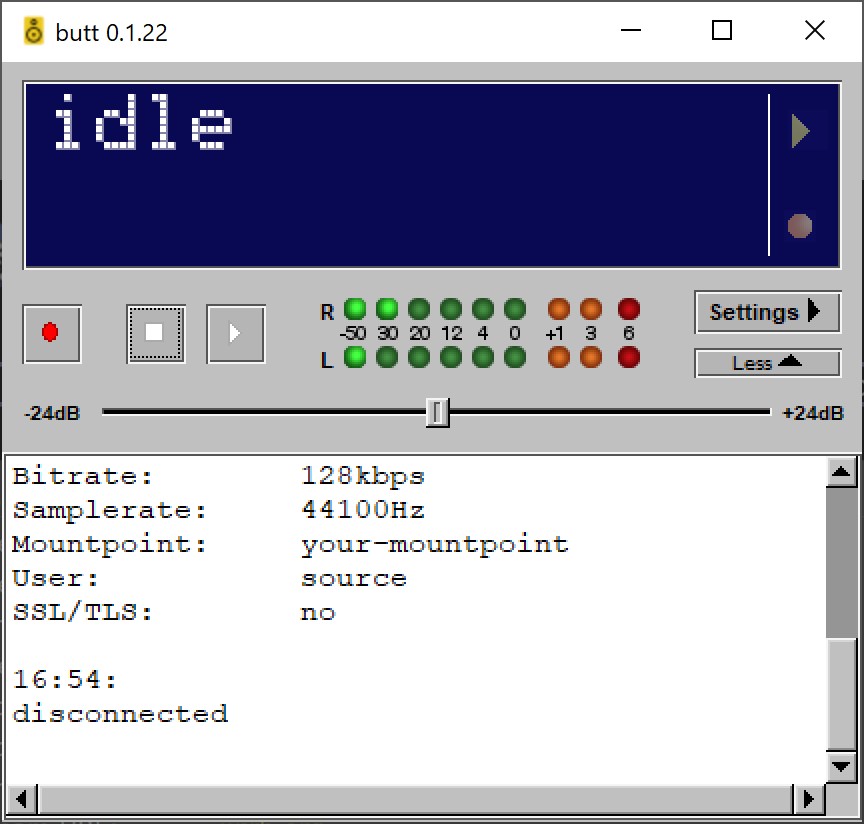 butt 0.1.22
idle
R
-50 30 20 12 4 0 +1 3 6
L
Settings
Less
-24dB +24dB
Bitrate: 128kbps
Samplerate: 44100Hz
Mountpoint: your-mountpoint
User: source
SSL/TLS: no
16:54:
disconnected